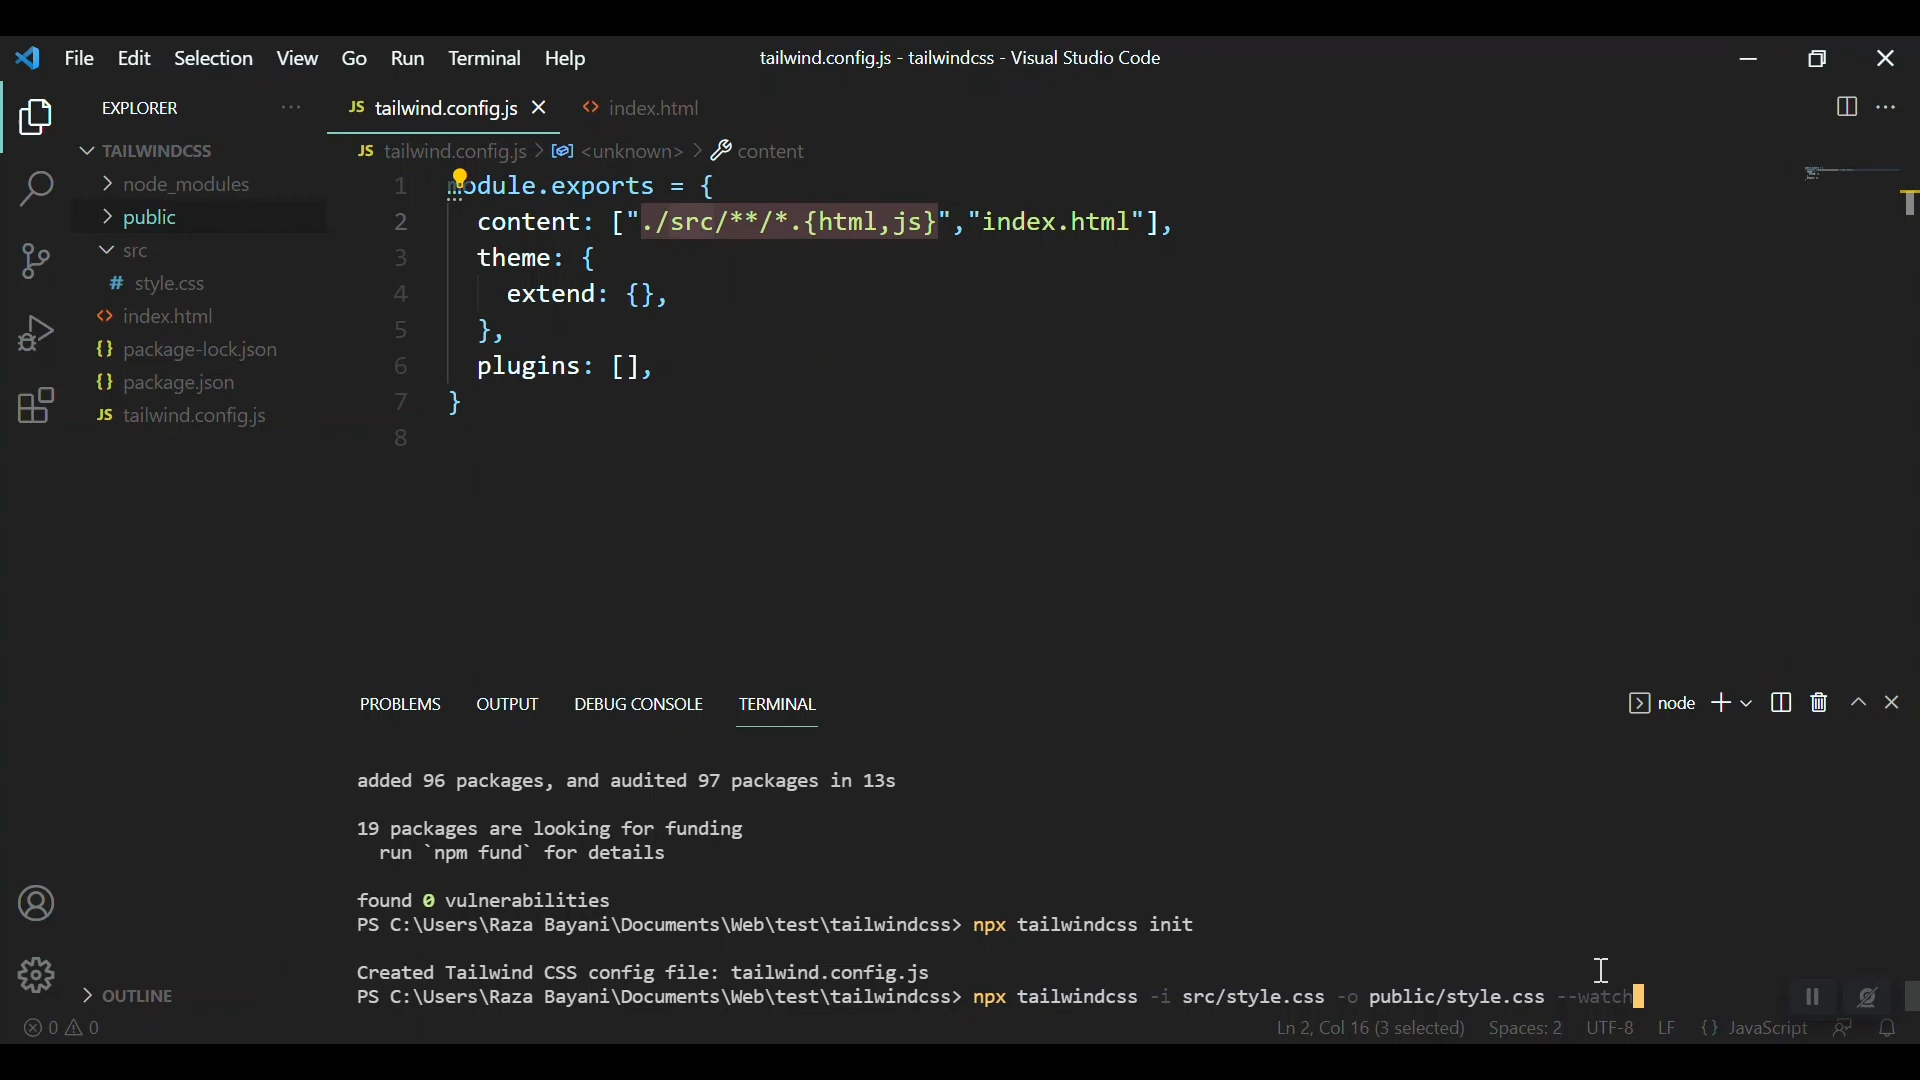 File Edit Selection View Go Run Terminal Help tailwind.config.js - tailwindcss - Visual Studio Code
EXPLORER ··· JS tailwind.config.js index.html ···
TAILWINDCSS JS tailwind.config.js > <unknown> > content
node_modules
public
src
# style.css
<> index.html
{} package-lock.json
{} package.json
JS tailwind.config.js
OUTLINE
1 module.exports = {
2 content: ["./src/**/*.{html,js}","index.html"],
3 theme: {
4 extend: {},
5 },
6 plugins: [],
7 }
8
PROBLEMS OUTPUT DEBUG CONSOLE TERMINAL node
added 96 packages, and audited 97 packages in 13s
19 packages are looking for funding
run `npm fund` for details
found 0 vulnerabilities
PS C:\Users\Raza Bayani\Documents\Web\test\tailwindcss> npx tailwindcss init
Created Tailwind CSS config file: tailwind.config.js
PS C:\Users\Raza Bayani\Documents\Web\test\tailwindcss> npx tailwindcss -i src/style.css -o public/style.css --watch
0 0 Ln 2, Col 16 (3 selected) Spaces: 2 UTF-8 LF {} JavaScript